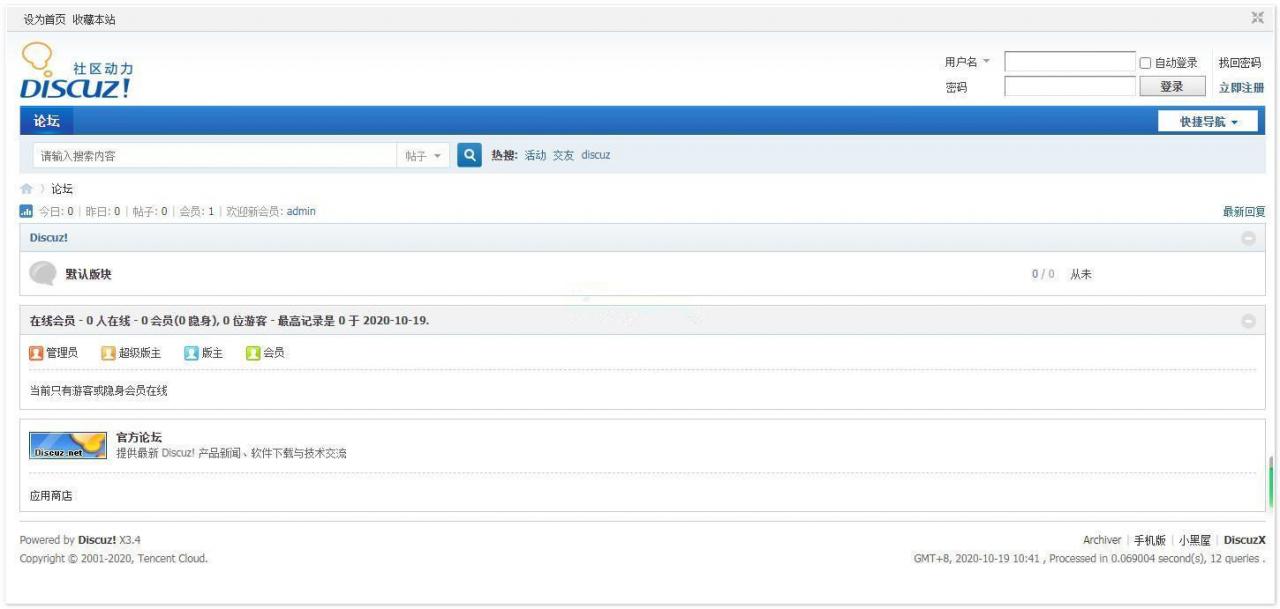 设为首页 收藏本站
社区动力
DISCUZ!
用户名 自动登录 找回密码
密码 登录 立即注册
论坛 快捷导航
请输入搜索内容 帖子 热搜: 活动 交友 discuz
论坛
今日: 0 | 昨日: 0 | 帖子: 0 | 会员: 1 | 欢迎新会员: admin 最新回复
Discuz!
默认版块 0 / 0 从未
在线会员 - 0 人在线 - 0 会员(0 隐身), 0 位游客 - 最高记录是 0 于 2020-10-19.
管理员 超级版主 版主 会员
当前只有游客或隐身会员在线
Discuz.net
官方论坛
提供最新 Discuz! 产品新闻、软件下载与技术交流
应用商店
Powered by Discuz! X3.4 Archiver | 手机版 | 小黑屋 | DiscuzX
Copyright © 2001-2020, Tencent Cloud. GMT+8, 2020-10-19 10:41 , Processed in 0.069004 second(s), 12 queries .